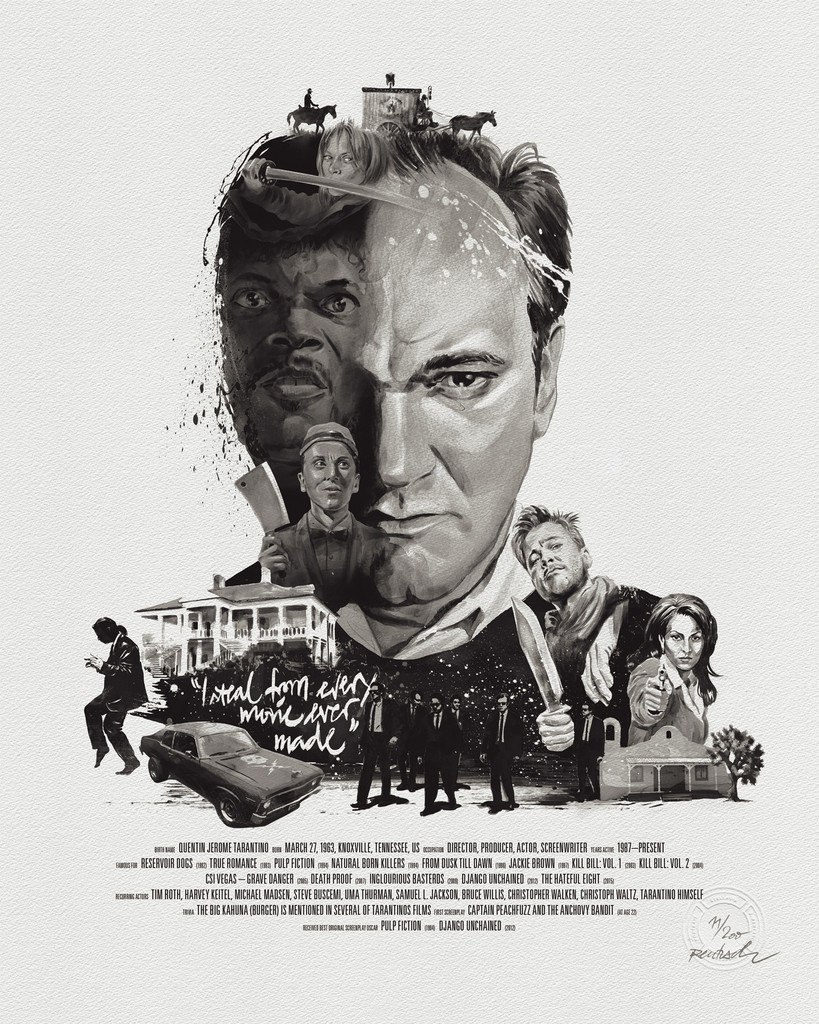 "I steal from every
movie ever
made"
BIRTH NAME QUENTIN JEROME TARANTINO BORN MARCH 27, 1963, KNOXVILLE, TENNESSEE, US OCCUPATION DIRECTOR, PRODUCER, ACTOR, SCREENWRITER YEARS ACTIVE 1987—PRESENT
FAMOUS FOR RESERVOIR DOGS (1992) TRUE ROMANCE (1993) PULP FICTION (1994) NATURAL BORN KILLERS (1994) FROM DUSK TILL DAWN (1996) JACKIE BROWN (1997) KILL BILL: VOL. 1 (2003) KILL BILL: VOL. 2 (2004)
CSI VEGAS — GRAVE DANGER (2005) DEATH PROOF (2007) INGLOURIOUS BASTERDS (2009) DJANGO UNCHAINED (2012) THE HATEFUL EIGHT (2015)
RECURRING ACTORS TIM ROTH, HARVEY KEITEL, MICHAEL MADSEN, STEVE BUSCEMI, UMA THURMAN, SAMUEL L. JACKSON, BRUCE WILLIS, CHRISTOPHER WALKEN, CHRISTOPH WALTZ, TARANTINO HIMSELF
TRIVIA THE BIG KAHUNA (BURGER) IS MENTIONED IN SEVERAL OF TARANTINOS FILMS FIRST SCREENPLAY CAPTAIN PEACHFUZZ AND THE ANCHOVY BANDIT (AT AGE 22)
RECEIVED BEST ORIGINAL SCREENPLAY OSCAR PULP FICTION (1994) DJANGO UNCHAINED (2012)
11/200